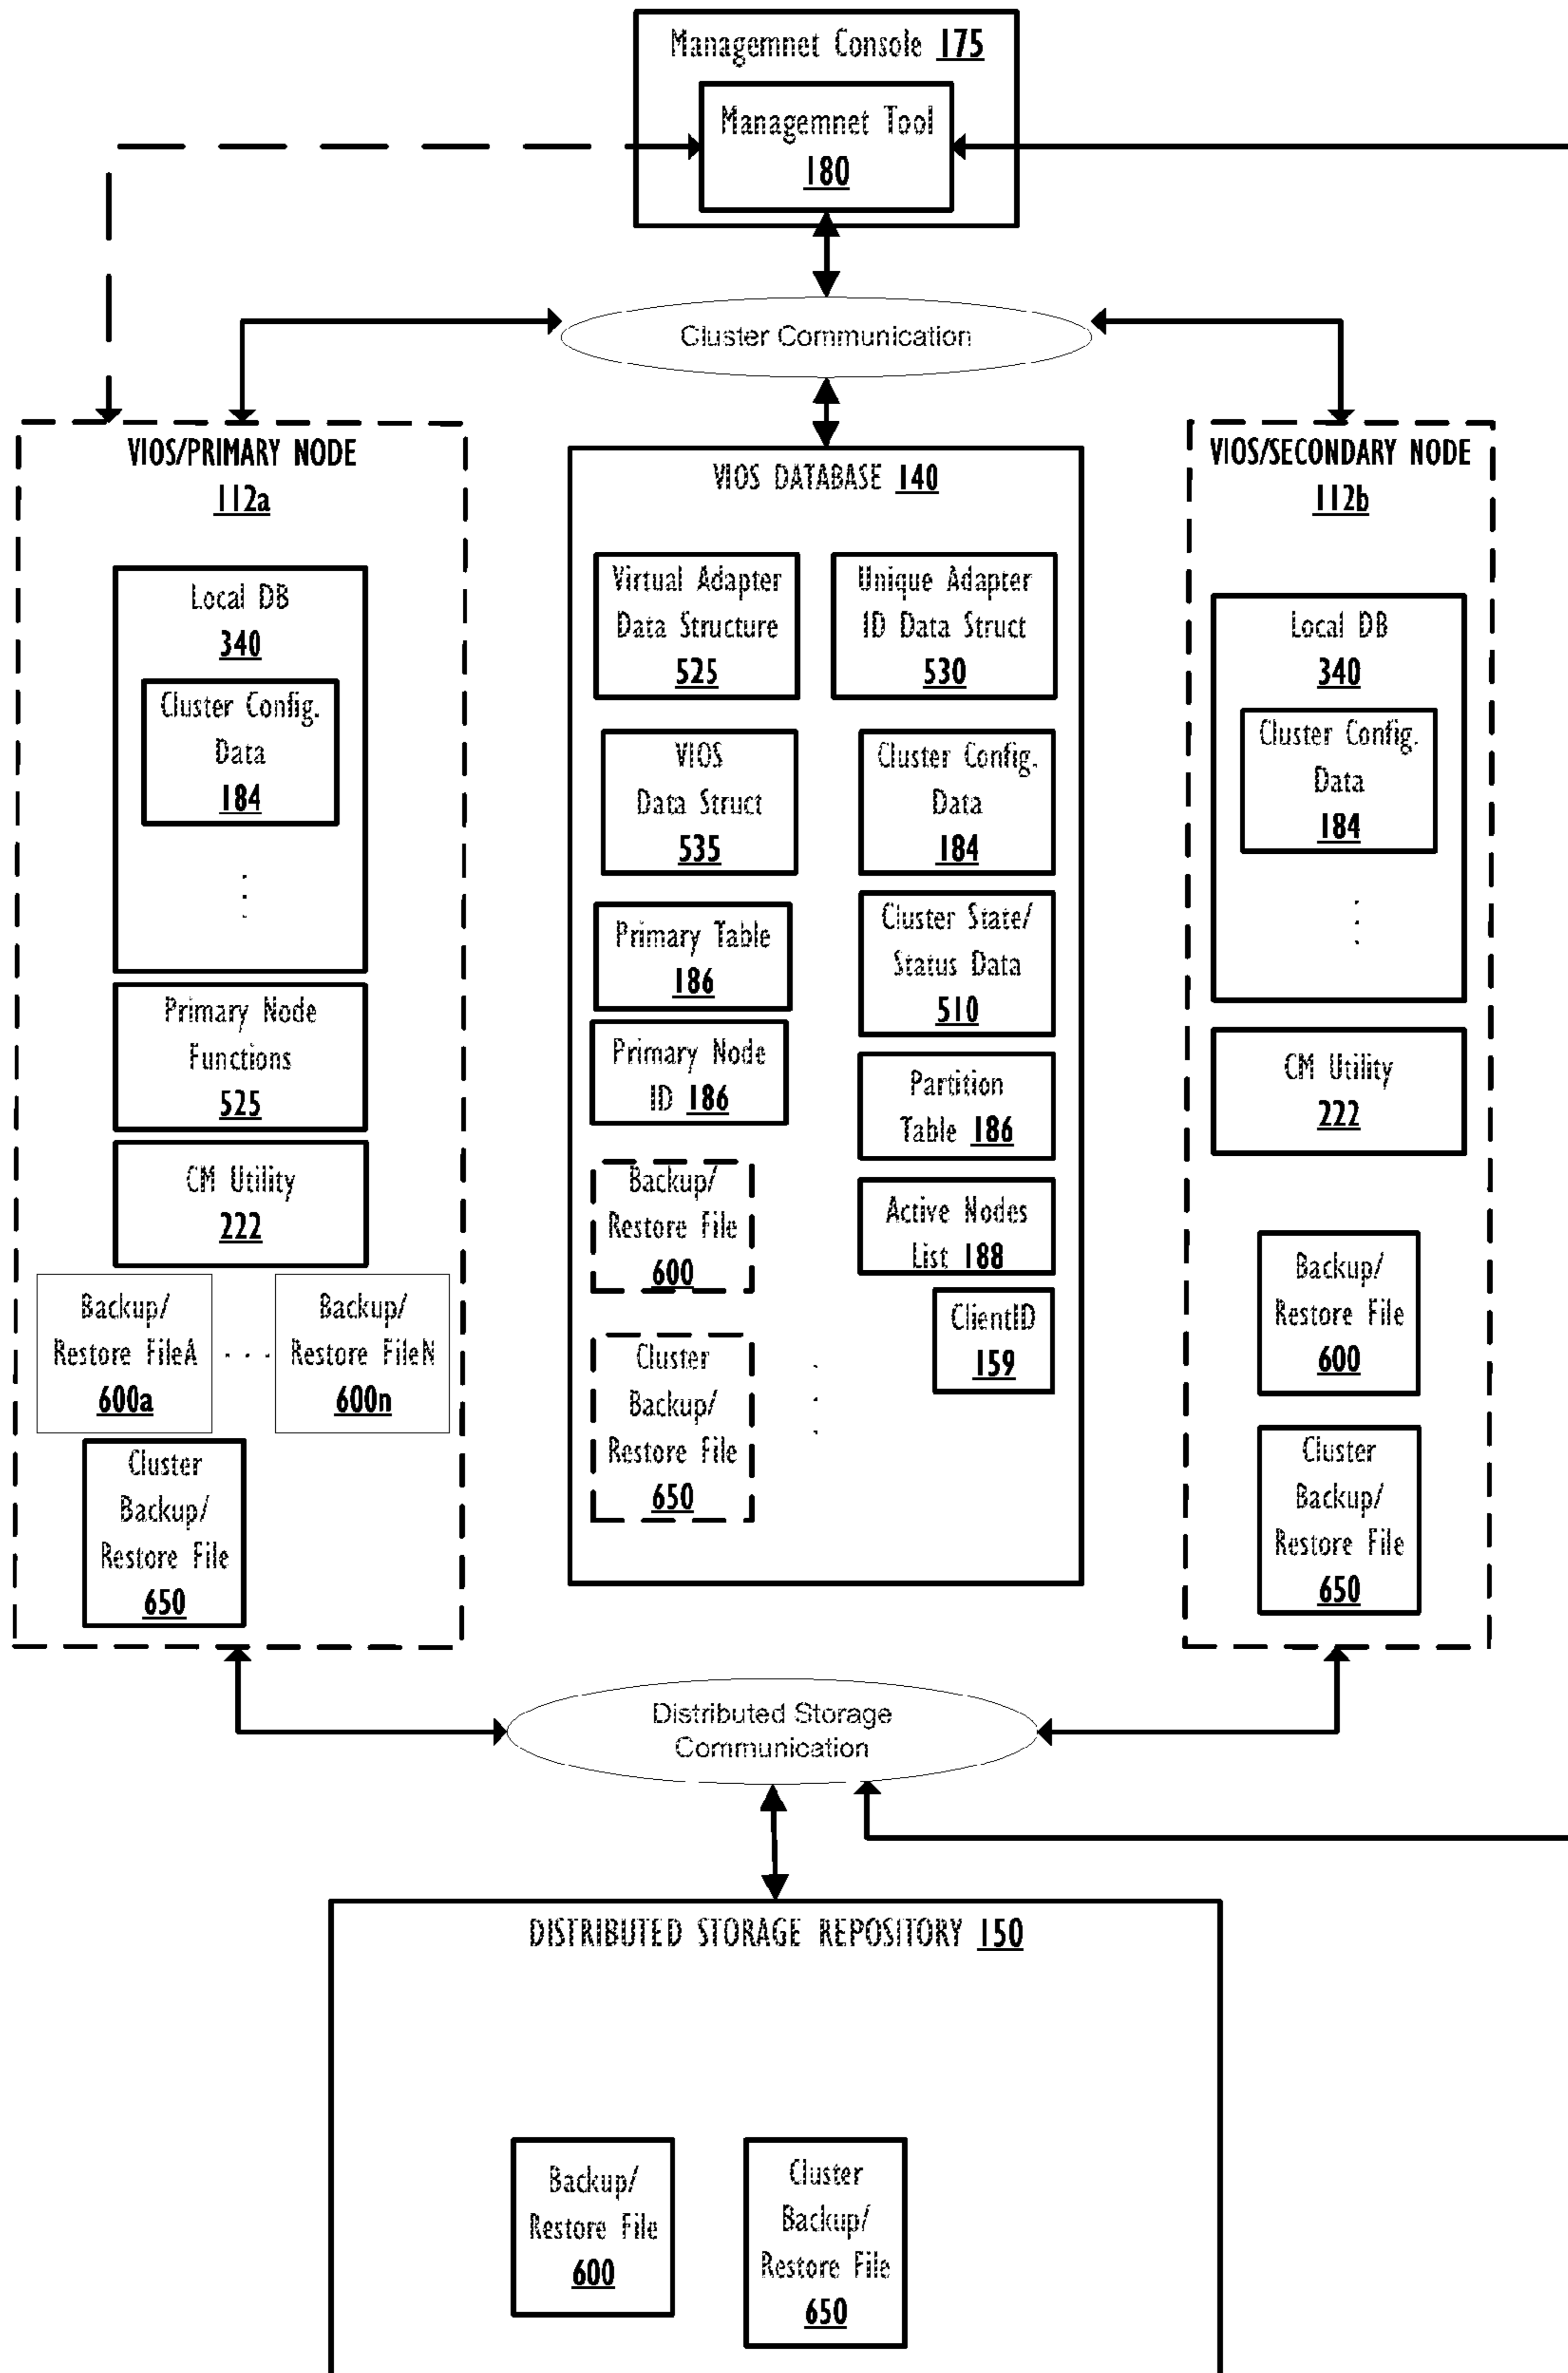 Managemnet Console 175
Managemnet Tool
180
Cluster Communication
VIOS/PRIMARY NODE
112a
Local DB
340
Cluster Config.
Data
184
Primary Node
Functions
525
CM Utility
222
Backup/
Restore FileA
600a
. . .
Backup/
Restore FileN
600n
Cluster
Backup/
Restore File
650
VIOS DATABASE 140
Virtual Adapter
Data Structure
525
Unique Adapter
ID Data Struct
530
VIOS
Data Struct
535
Cluster Config.
Data
184
Primary Table
186
Cluster State/
Status Data
510
Primary Node
ID 186
Partition
Table 186
Backup/
Restore File
600
Active Nodes
List 188
ClientID
159
Cluster
Backup/
Restore File
650
VIOS/SECONDARY NODE
112b
Local DB
340
Cluster Config.
Data
184
CM Utility
222
Backup/
Restore File
600
Cluster
Backup/
Restore File
650
Distributed Storage
Communication
DISTRIBUTED STORAGE REPOSITORY 150
Backup/
Restore File
600
Cluster
Backup/
Restore File
650